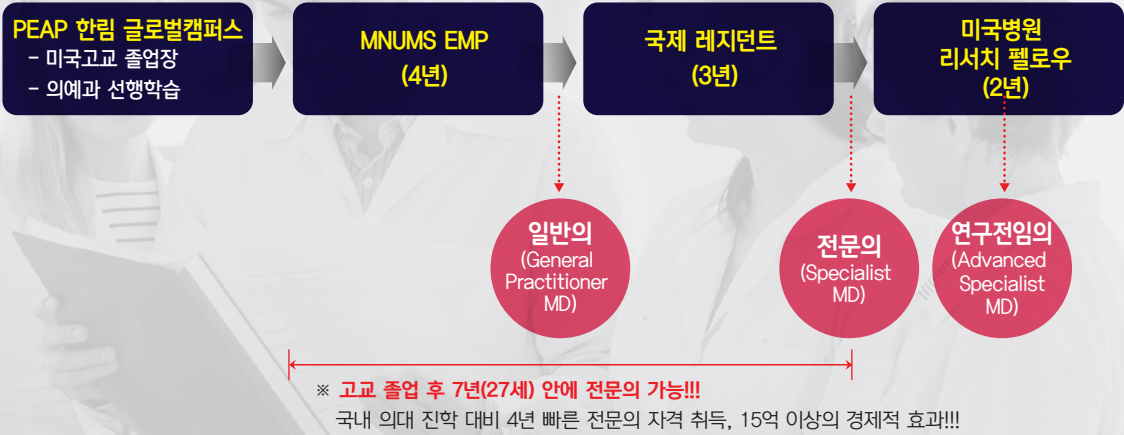 PEAP 한림 글로벌캠퍼스
- 미국고교 졸업장
- 의예과 선행학습
MNUMS EMP
(4년)
국제 레지던트
(3년)
미국병원
리서치 펠로우
(2년)
일반의
(General
Practitioner
MD)
전문의
(Specialist
MD)
연구전임의
(Advanced
Specialist
MD)
※ 고교 졸업 후 7년(27세) 안에 전문의 가능!!!
국내 의대 진학 대비 4년 빠른 전문의 자격 취득, 15억 이상의 경제적 효과!!!